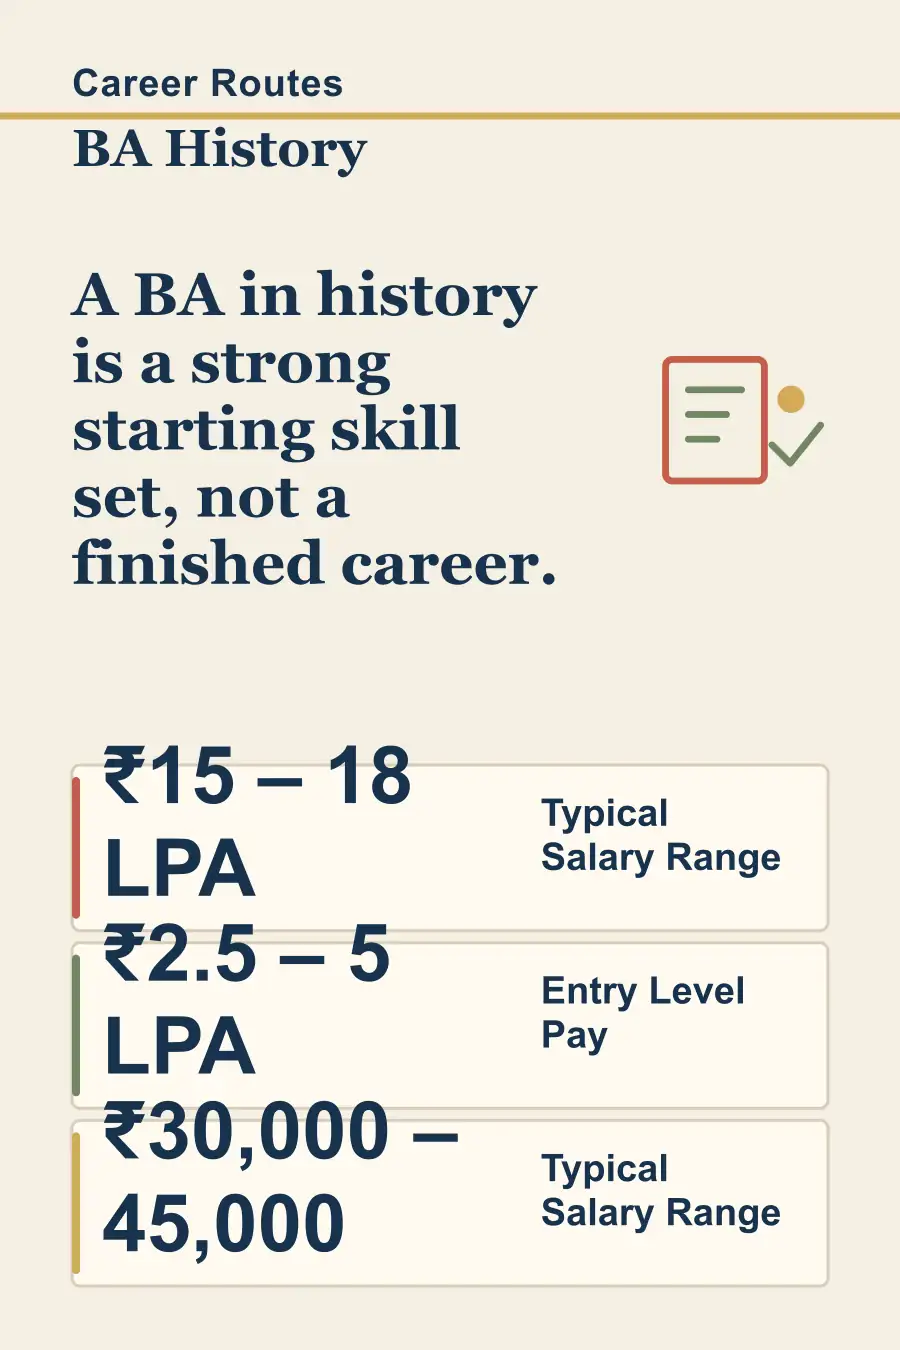 Career Routes
BA History
A BA in history
is a strong
starting skill
set, not a
finished career.
₹15 – 18
LPA
Typical
Salary Range
₹2.5 – 5
LPA
Entry Level
Pay
₹30,000 –
45,000
Typical
Salary Range